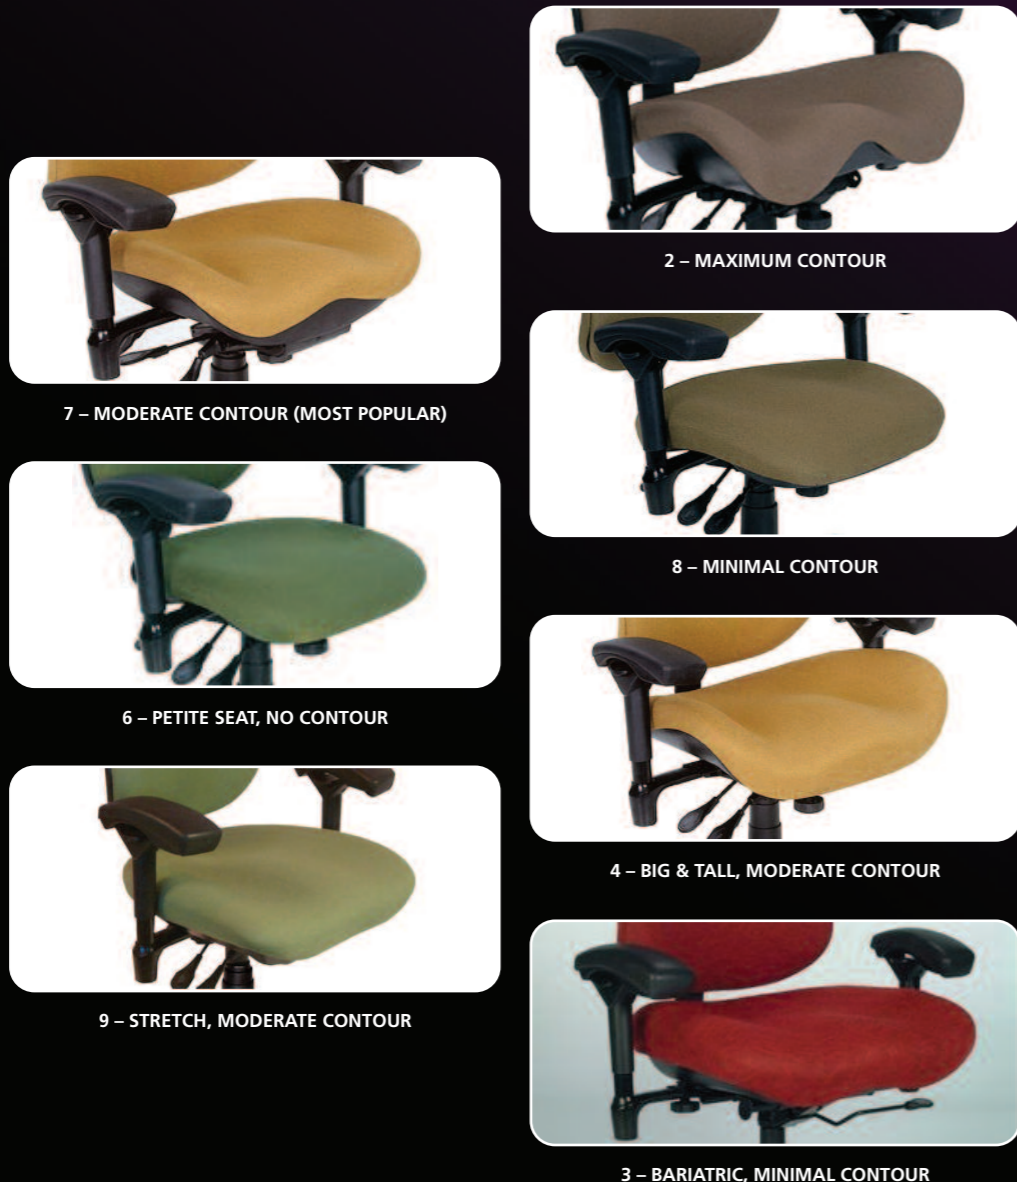 2 – MAXIMUM CONTOUR
7 – MODERATE CONTOUR (MOST POPULAR)
8 – MINIMAL CONTOUR
6 – PETITE SEAT, NO CONTOUR
4 – BIG & TALL, MODERATE CONTOUR
9 – STRETCH, MODERATE CONTOUR
3 – BARIATRIC, MINIMAL CONTOUR